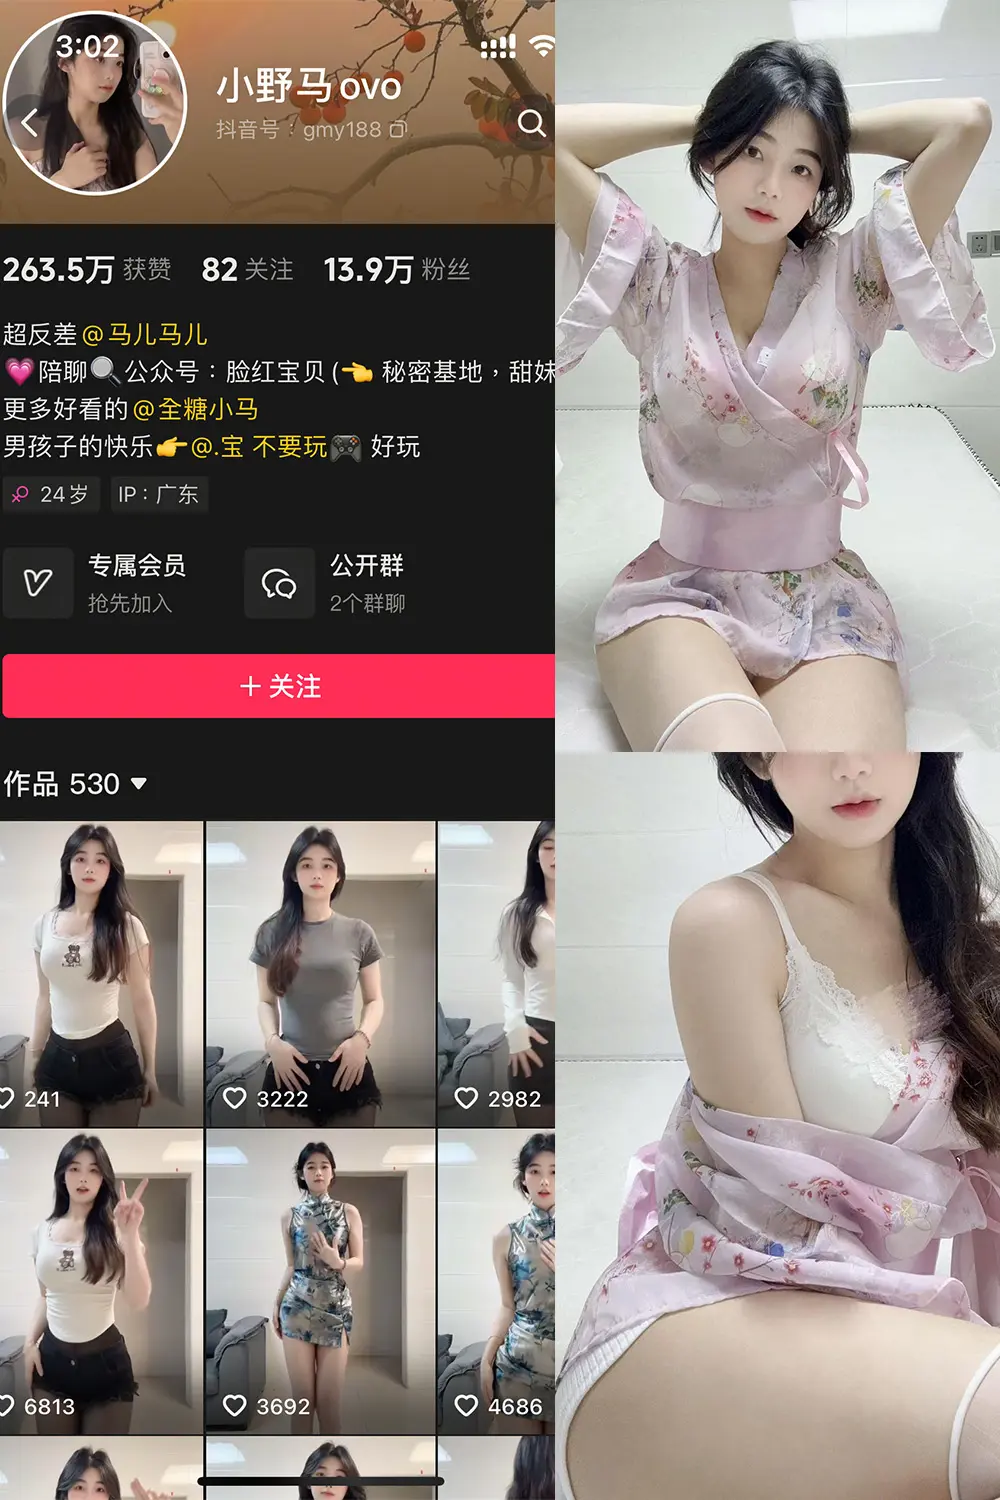 3:02
小野马ovo
抖音号：gmy188
263.5万 获赞 82 关注 13.9万 粉丝
超反差@马儿马儿
💗陪聊🔍公众号：脸红宝贝(👈 秘密基地，甜妹
更多好看的@全糖小马
男孩子的快乐👉@.宝 不要玩🎮 好玩
24岁 IP：广东
专属会员 公开群
抢先加入 2个群聊
+ 关注
作品 530
241 3222 2982
6813 3692 4686